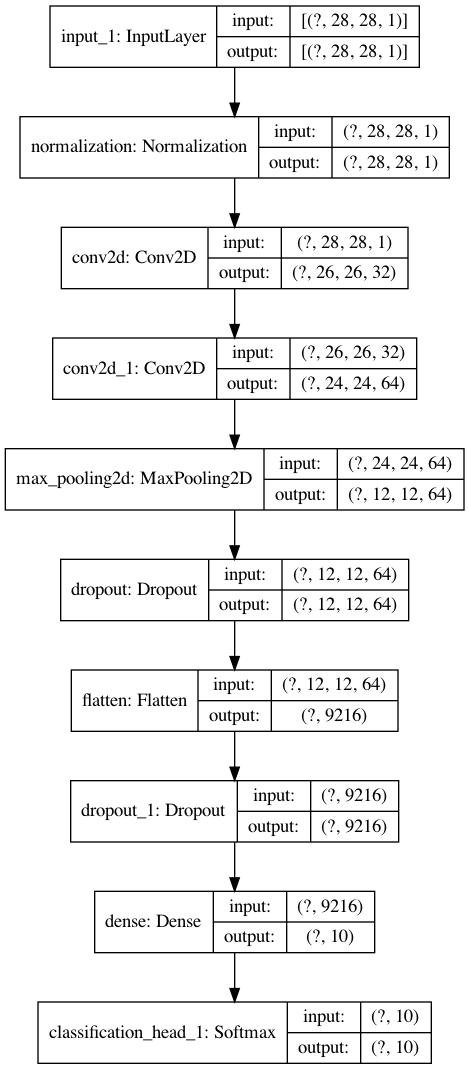 input_1: InputLayer
input: [(?, 28, 28, 1)]
output: [(?, 28, 28, 1)]
normalization: Normalization
input: (?, 28, 28, 1)
output: (?, 28, 28, 1)
conv2d: Conv2D
input: (?, 28, 28, 1)
output: (?, 26, 26, 32)
conv2d_1: Conv2D
input: (?, 26, 26, 32)
output: (?, 24, 24, 64)
max_pooling2d: MaxPooling2D
input: (?, 24, 24, 64)
output: (?, 12, 12, 64)
dropout: Dropout
input: (?, 12, 12, 64)
output: (?, 12, 12, 64)
flatten: Flatten
input: (?, 12, 12, 64)
output: (?, 9216)
dropout_1: Dropout
input: (?, 9216)
output: (?, 9216)
dense: Dense
input: (?, 9216)
output: (?, 10)
classification_head_1: Softmax
input: (?, 10)
output: (?, 10)